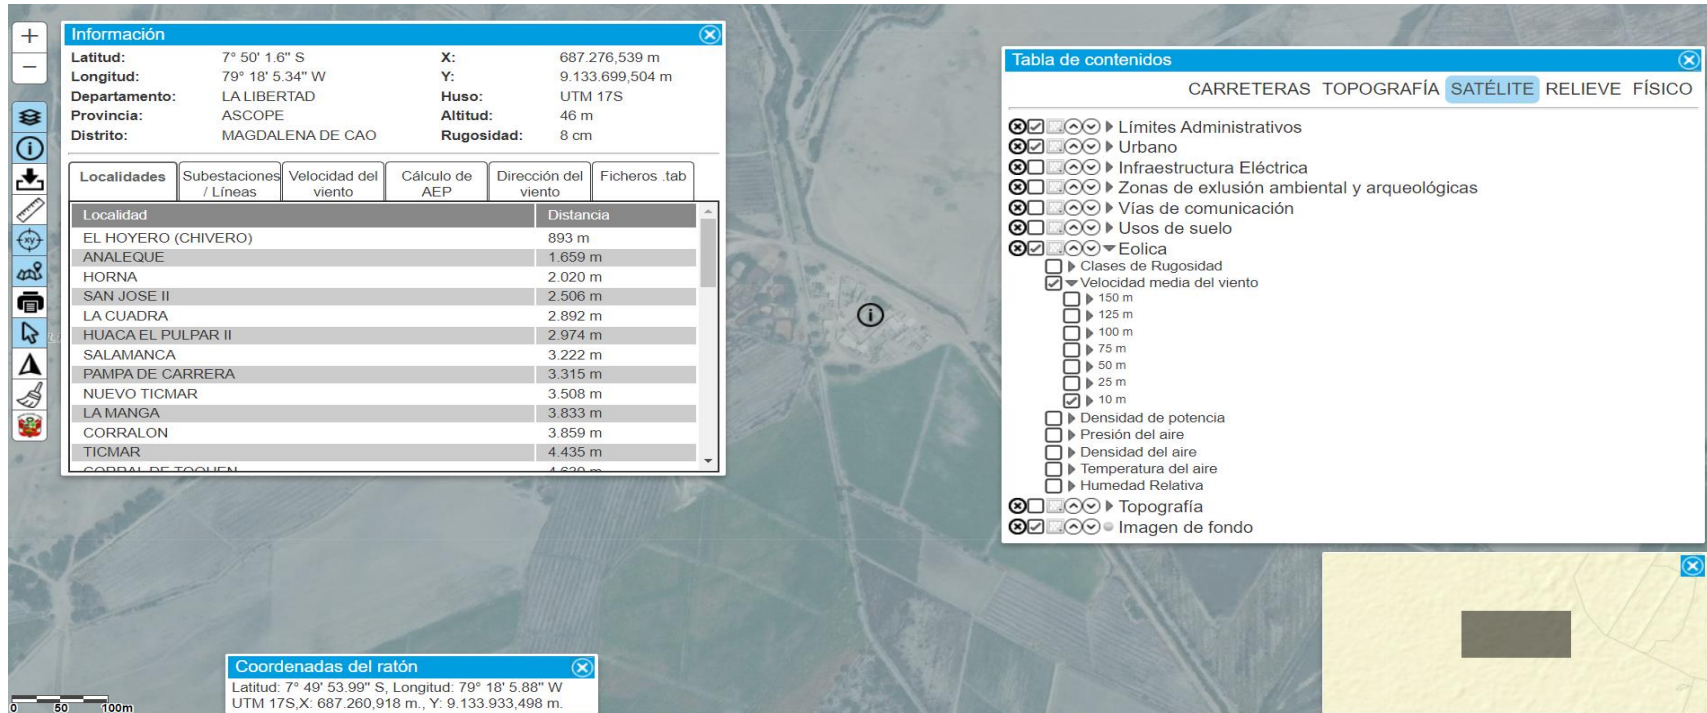 Información
Latitud: 7° 50' 1.6" S X: 687.276,539 m
Longitud: 79° 18' 5.34" W Y: 9.133.699,504 m
Departamento: LA LIBERTAD Huso: UTM 17S
Provincia: ASCOPE Altitud: 46 m
Distrito: MAGDALENA DE CAO Rugosidad: 8 cm
Localidades Subestaciones / Líneas Velocidad del viento Cálculo de AEP Dirección del viento Ficheros .tab
Localidad Distancia
EL HOYERO (CHIVERO) 893 m
ANALEQUE 1.659 m
HORNA 2.020 m
SAN JOSE II 2.506 m
LA CUADRA 2.892 m
HUACA EL PULPAR II 2.974 m
SALAMANCA 3.222 m
PAMPA DE CARRERA 3.315 m
NUEVO TICMAR 3.508 m
LA MANGA 3.833 m
CORRALON 3.859 m
TICMAR 4.435 m
Tabla de contenidos
CARRETERAS TOPOGRAFÍA SATÉLITE RELIEVE FÍSICO
Límites Administrativos
Urbano
Infraestructura Eléctrica
Zonas de exlusión ambiental y arqueológicas
Vías de comunicación
Usos de suelo
Eolica
Clases de Rugosidad
Velocidad media del viento
150 m
125 m
100 m
75 m
50 m
25 m
10 m
Densidad de potencia
Presión del aire
Densidad del aire
Temperatura del aire
Humedad Relativa
Topografía
Imagen de fondo
Coordenadas del ratón
Latitud: 7° 49' 53.99" S, Longitud: 79° 18' 5.88" W
UTM 17S,X: 687.260,918 m., Y: 9.133.933,498 m.
0 50 100m